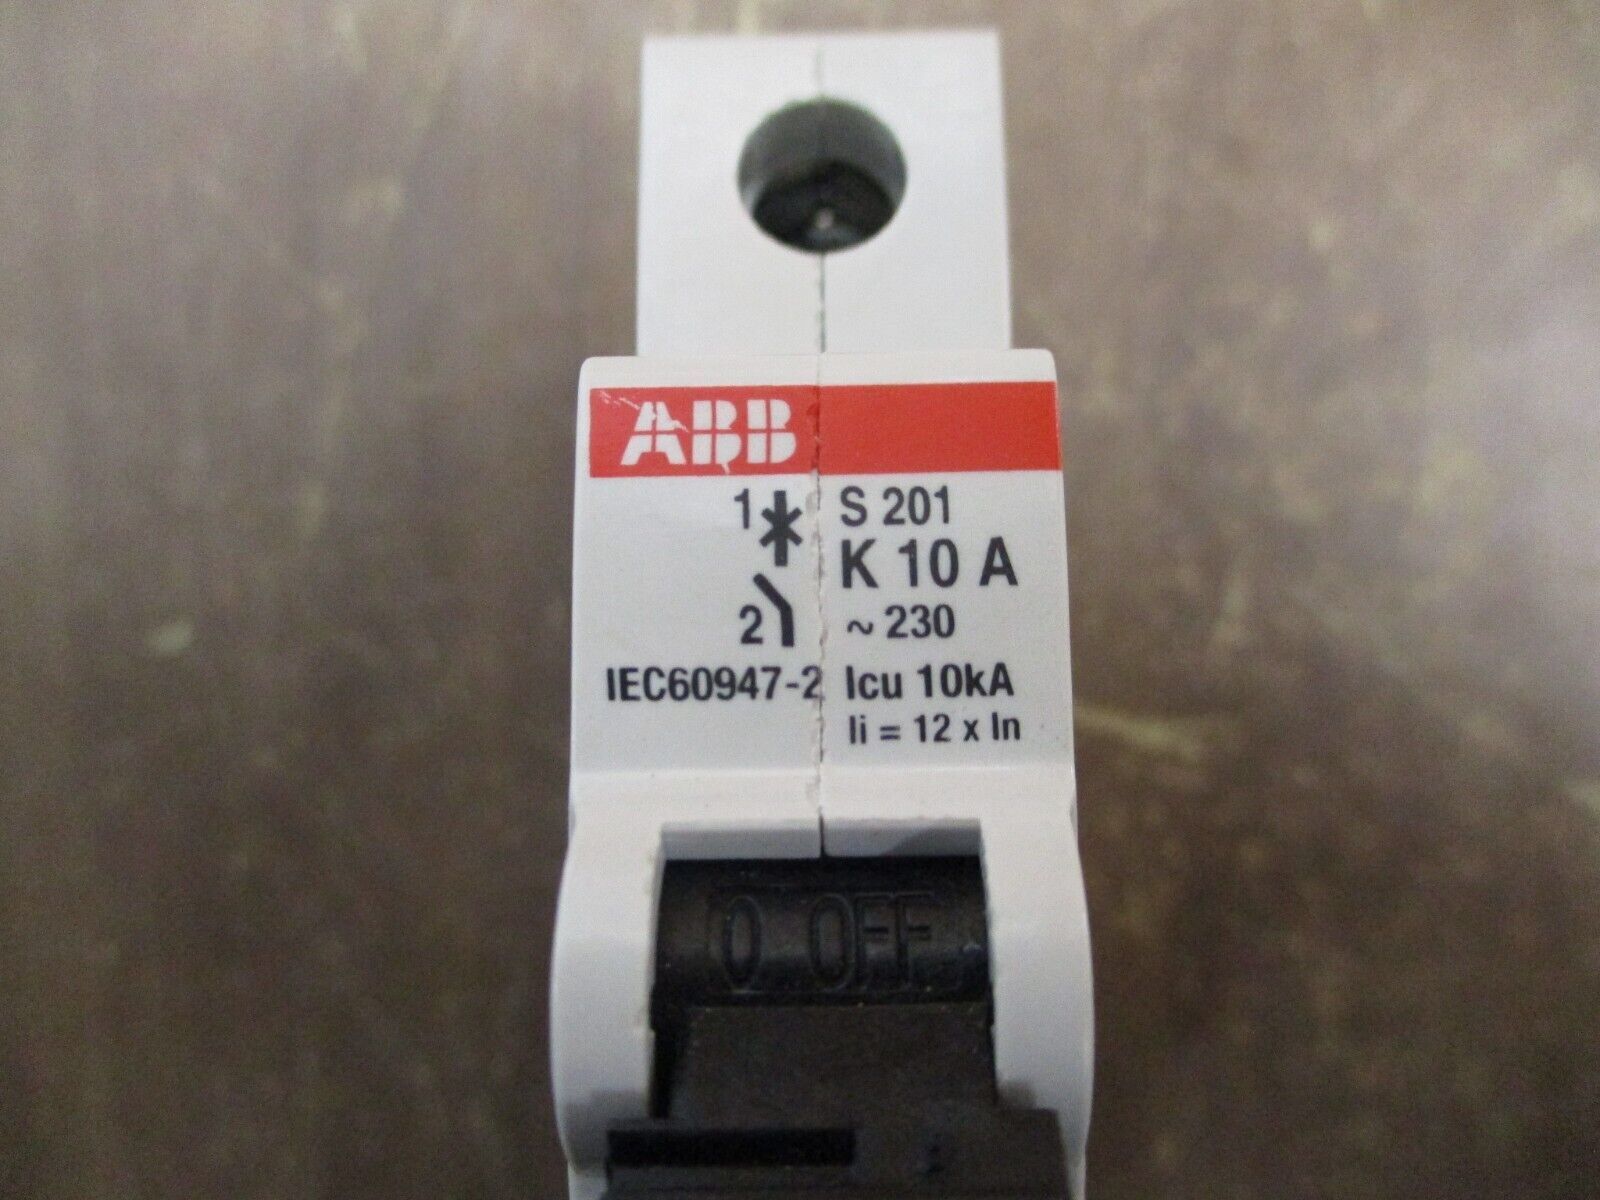 ABB
1 S 201
K 10 A
2 ~ 230
IEC60947-2 Icu 10kA
Ii = 12 x In
0 OFF